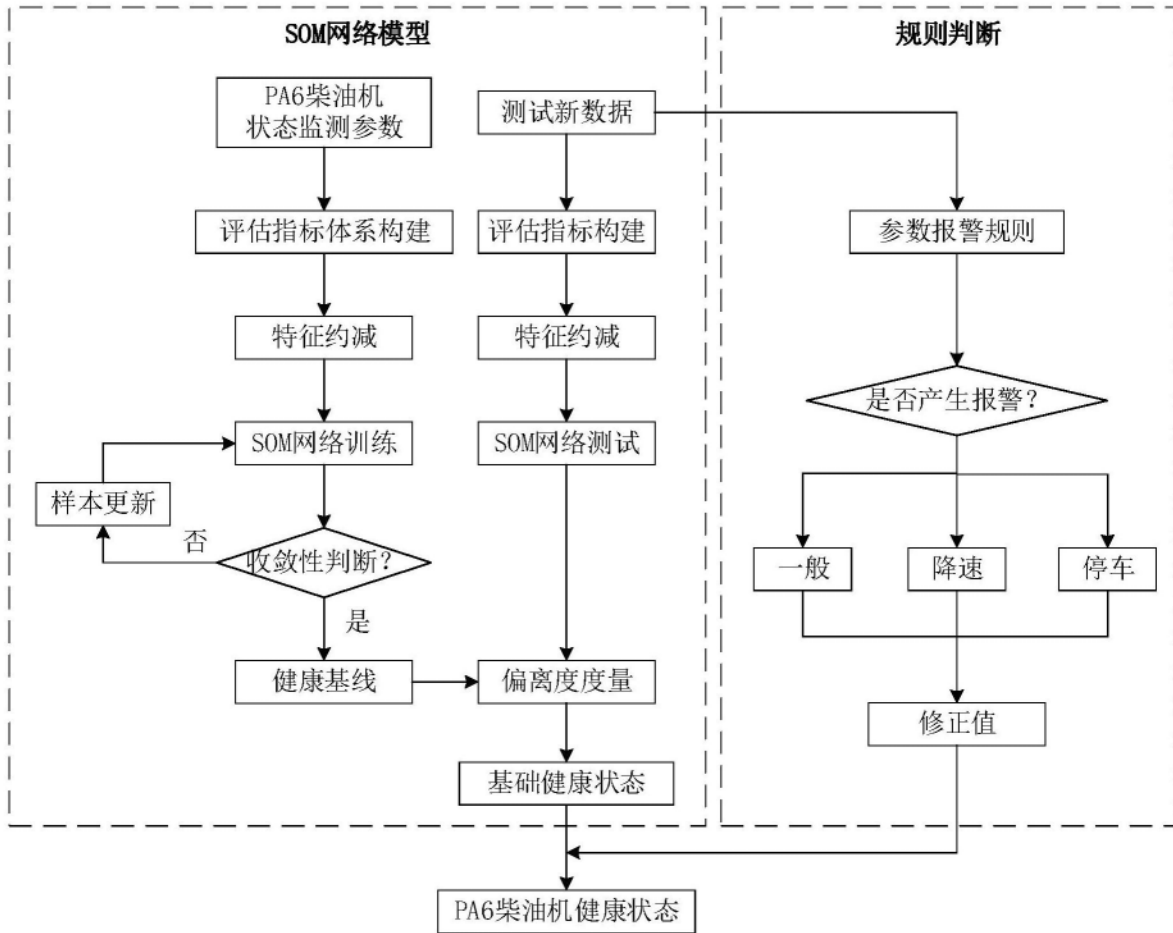 SOM网络模型
规则判断
PA6柴油机
状态监测参数
测试新数据
评估指标体系构建
评估指标构建
参数报警规则
特征约减
特征约减
是否产生报警?
SOM网络训练
SOM网络测试
样本更新
否
收敛性判断?
一般
降速
停车
是
健康基线
偏离度度量
修正值
基础健康状态
PA6柴油机健康状态